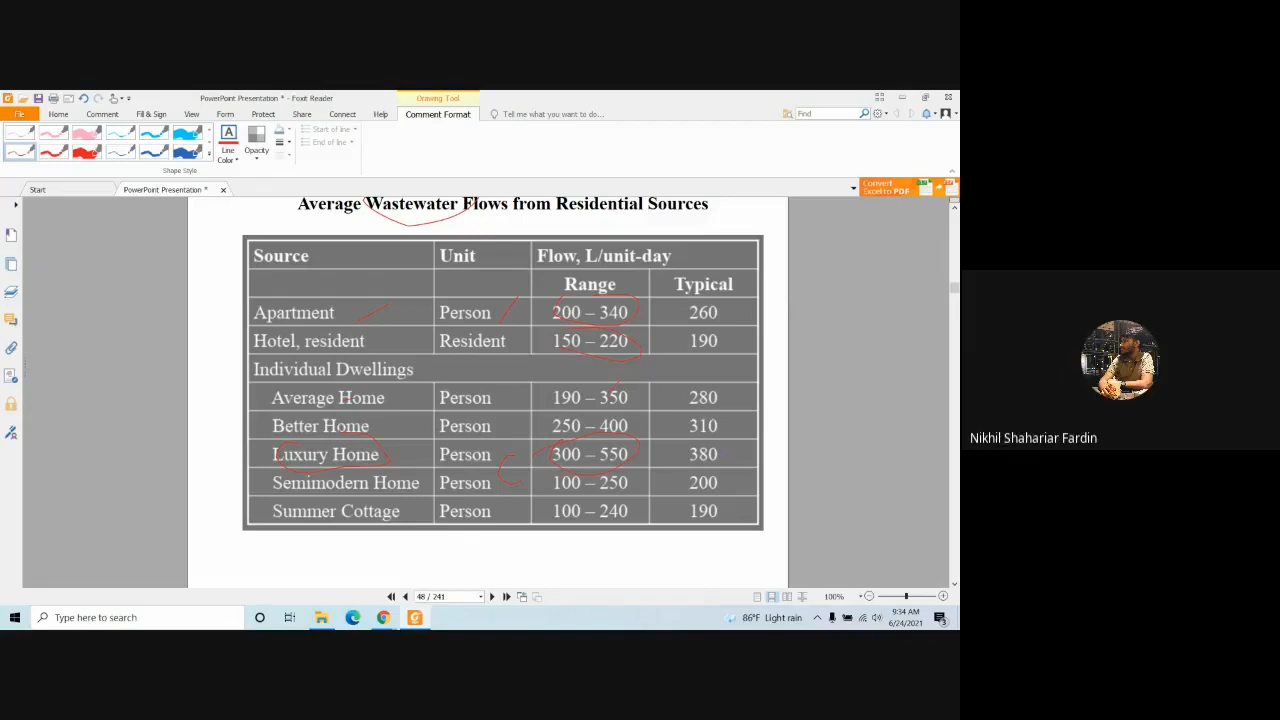 PowerPoint Presentation * - Foxit Reader
Drawing Tool
File Home Comment Fill & Sign View Form Protect Share Connect Help Comment Format Tell me what you want to do... Find
Line Color
Opacity
Start of line
End of line
Shape Style
Start
PowerPoint Presentation *
Convert Excel to PDF
Average Wastewater Flows from Residential Sources
Source Unit Flow, L/unit-day
Range Typical
Apartment Person 200 – 340 260
Hotel, resident Resident 150 – 220 190
Individual Dwellings
Average Home Person 190 – 350 280
Better Home Person 250 – 400 310
Luxury Home Person 300 – 550 380
Semimodern Home Person 100 – 250 200
Summer Cottage Person 100 – 240 190
Nikhil Shahariar Fardin
48 / 241
100%
Type here to search
86°F Light rain
9:34 AM
6/24/2021
3